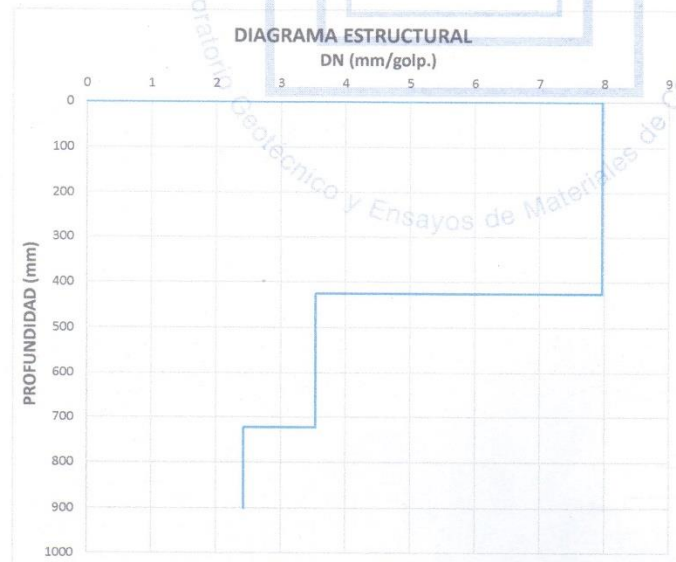 DIAGRAMA ESTRUCTURAL
DN (mm/golp.)
0 1 2 3 4 5 6 7 8 9
0
100
200
300
400
500
600
700
800
900
1000
PROFUNDIDAD (mm)
Geotécnico y Ensayos de Materiales de